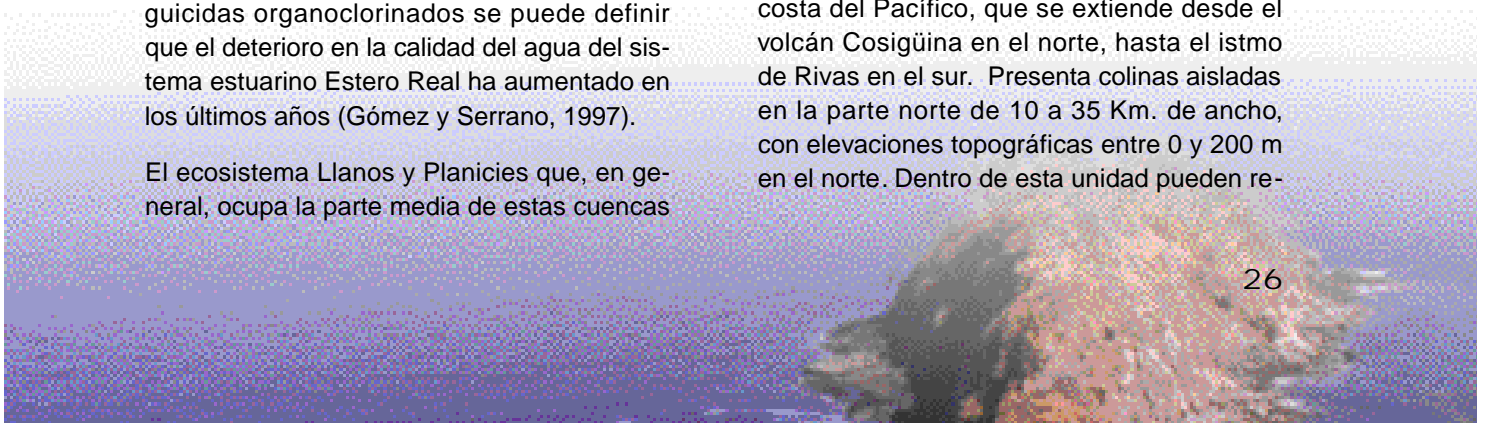 guicidas organoclorinados se puede definir
que el deterioro en la calidad del agua del sis-
tema estuarino Estero Real ha aumentado en
los últimos años (Gómez y Serrano, 1997).
El ecosistema Llanos y Planicies que, en ge-
neral, ocupa la parte media de estas cuencas
costa del Pacífico, que se extiende desde el
volcán Cosigüina en el norte, hasta el istmo
de Rivas en el sur. Presenta colinas aisladas
en la parte norte de 10 a 35 Km. de ancho,
con elevaciones topográficas entre 0 y 200 m
en el norte. Dentro de esta unidad pueden re-
26